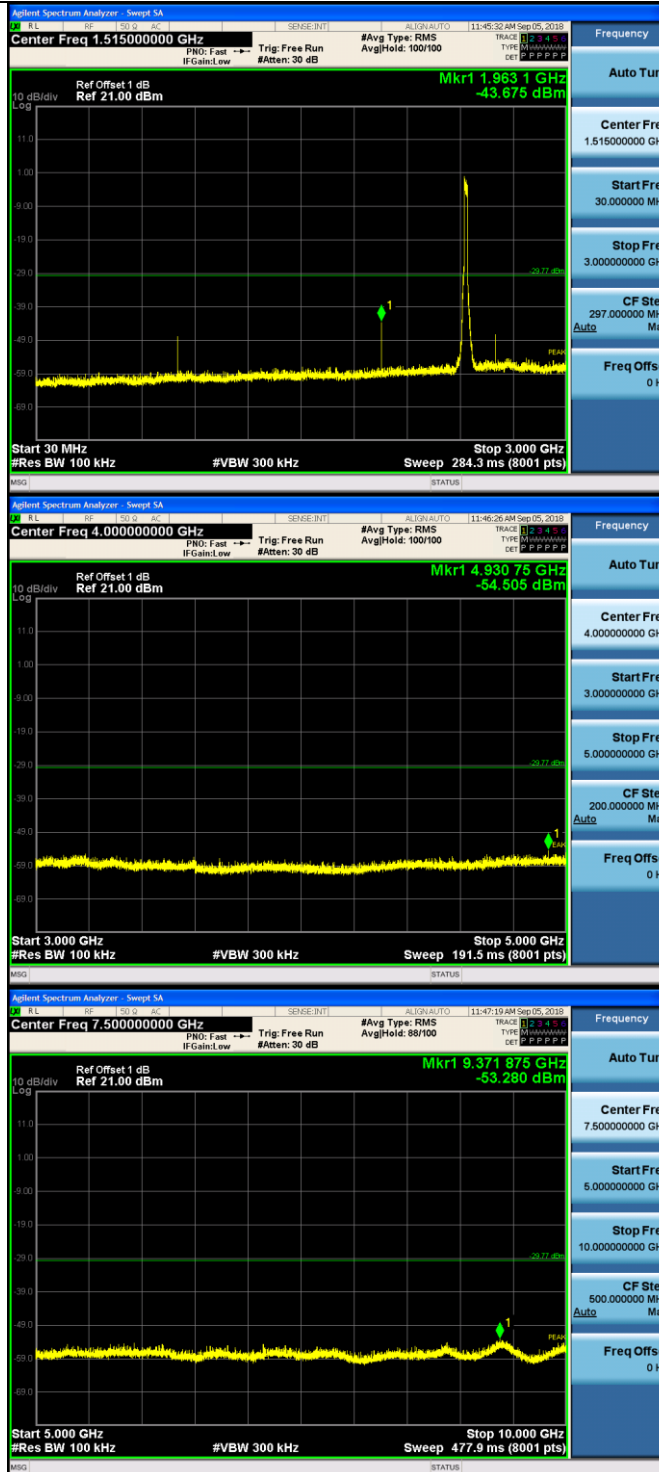 Agilent Spectrum Analyzer - Swept SA
RL RF 50 Ω AC SENSE:INT ALIGN AUTO 11:45:32 AM Sep 05, 2018
Center Freq 1.515000000 GHz
PNO: Fast Trig: Free Run
IFGain:Low #Atten: 30 dB
#Avg Type: RMS
Avg|Hold: 100/100
TRACE 1 2 3 4 5 6
TYPE M
DET P P P P P P
Frequency
Auto Tun
Mkr1 1.963 1 GHz
-43.675 dBm
Ref Offset 1 dB
10 dB/div Ref 21.00 dBm
Log
11.0
1.00
-9.00
-19.0
-29.0
-39.0
-49.0
-59.0
-69.0
-29.77 dBm
1
PEAK
Center Fre
1.515000000 GH
Start Fre
30.000000 MH
Stop Fre
3.000000000 GH
CF Ste
297.000000 MH
Auto Ma
Freq Offs
0 H
Start 30 MHz Stop 3.000 GHz
#Res BW 100 kHz #VBW 300 kHz Sweep 284.3 ms (8001 pts)
MSG STATUS
Agilent Spectrum Analyzer - Swept SA
RL RF 50 Ω AC SENSE:INT ALIGN AUTO 11:46:26 AM Sep 05, 2018
Center Freq 4.000000000 GHz
PNO: Fast Trig: Free Run
IFGain:Low #Atten: 30 dB
#Avg Type: RMS
Avg|Hold: 100/100
TRACE 1 2 3 4 5 6
TYPE M
DET P P P P P P
Frequency
Auto Tun
Mkr1 4.930 75 GHz
-54.505 dBm
Ref Offset 1 dB
10 dB/div Ref 21.00 dBm
Log
11.0
1.00
-9.00
-19.0
-29.0
-39.0
-49.0
-59.0
-69.0
-29.77 dBm
1
PEAK
Center Fre
4.000000000 GH
Start Fre
3.000000000 GH
Stop Fre
5.000000000 GH
CF Ste
200.000000 MH
Auto Ma
Freq Offs
0 H
Start 3.000 GHz Stop 5.000 GHz
#Res BW 100 kHz #VBW 300 kHz Sweep 191.5 ms (8001 pts)
MSG STATUS
Agilent Spectrum Analyzer - Swept SA
RL RF 50 Ω AC SENSE:INT ALIGN AUTO 11:47:19 AM Sep 05, 2018
Center Freq 7.500000000 GHz
PNO: Fast Trig: Free Run
IFGain:Low #Atten: 30 dB
#Avg Type: RMS
Avg|Hold: 88/100
TRACE 1 2 3 4 5 6
TYPE M
DET P P P P P P
Frequency
Auto Tun
Mkr1 9.371 875 GHz
-53.280 dBm
Ref Offset 1 dB
10 dB/div Ref 21.00 dBm
Log
11.0
1.00
-9.00
-19.0
-29.0
-39.0
-49.0
-59.0
-69.0
-29.77 dBm
1
PEAK
Center Fre
7.500000000 GH
Start Fre
5.000000000 GH
Stop Fre
10.000000000 GH
CF Ste
500.000000 MH
Auto Ma
Freq Offs
0 H
Start 5.000 GHz Stop 10.000 GHz
#Res BW 100 kHz #VBW 300 kHz Sweep 477.9 ms (8001 pts)
MSG STATUS